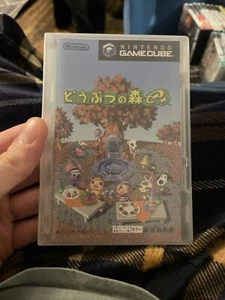 Nintendo
NINTENDO
GAMECUBE
どうぶつの森e+